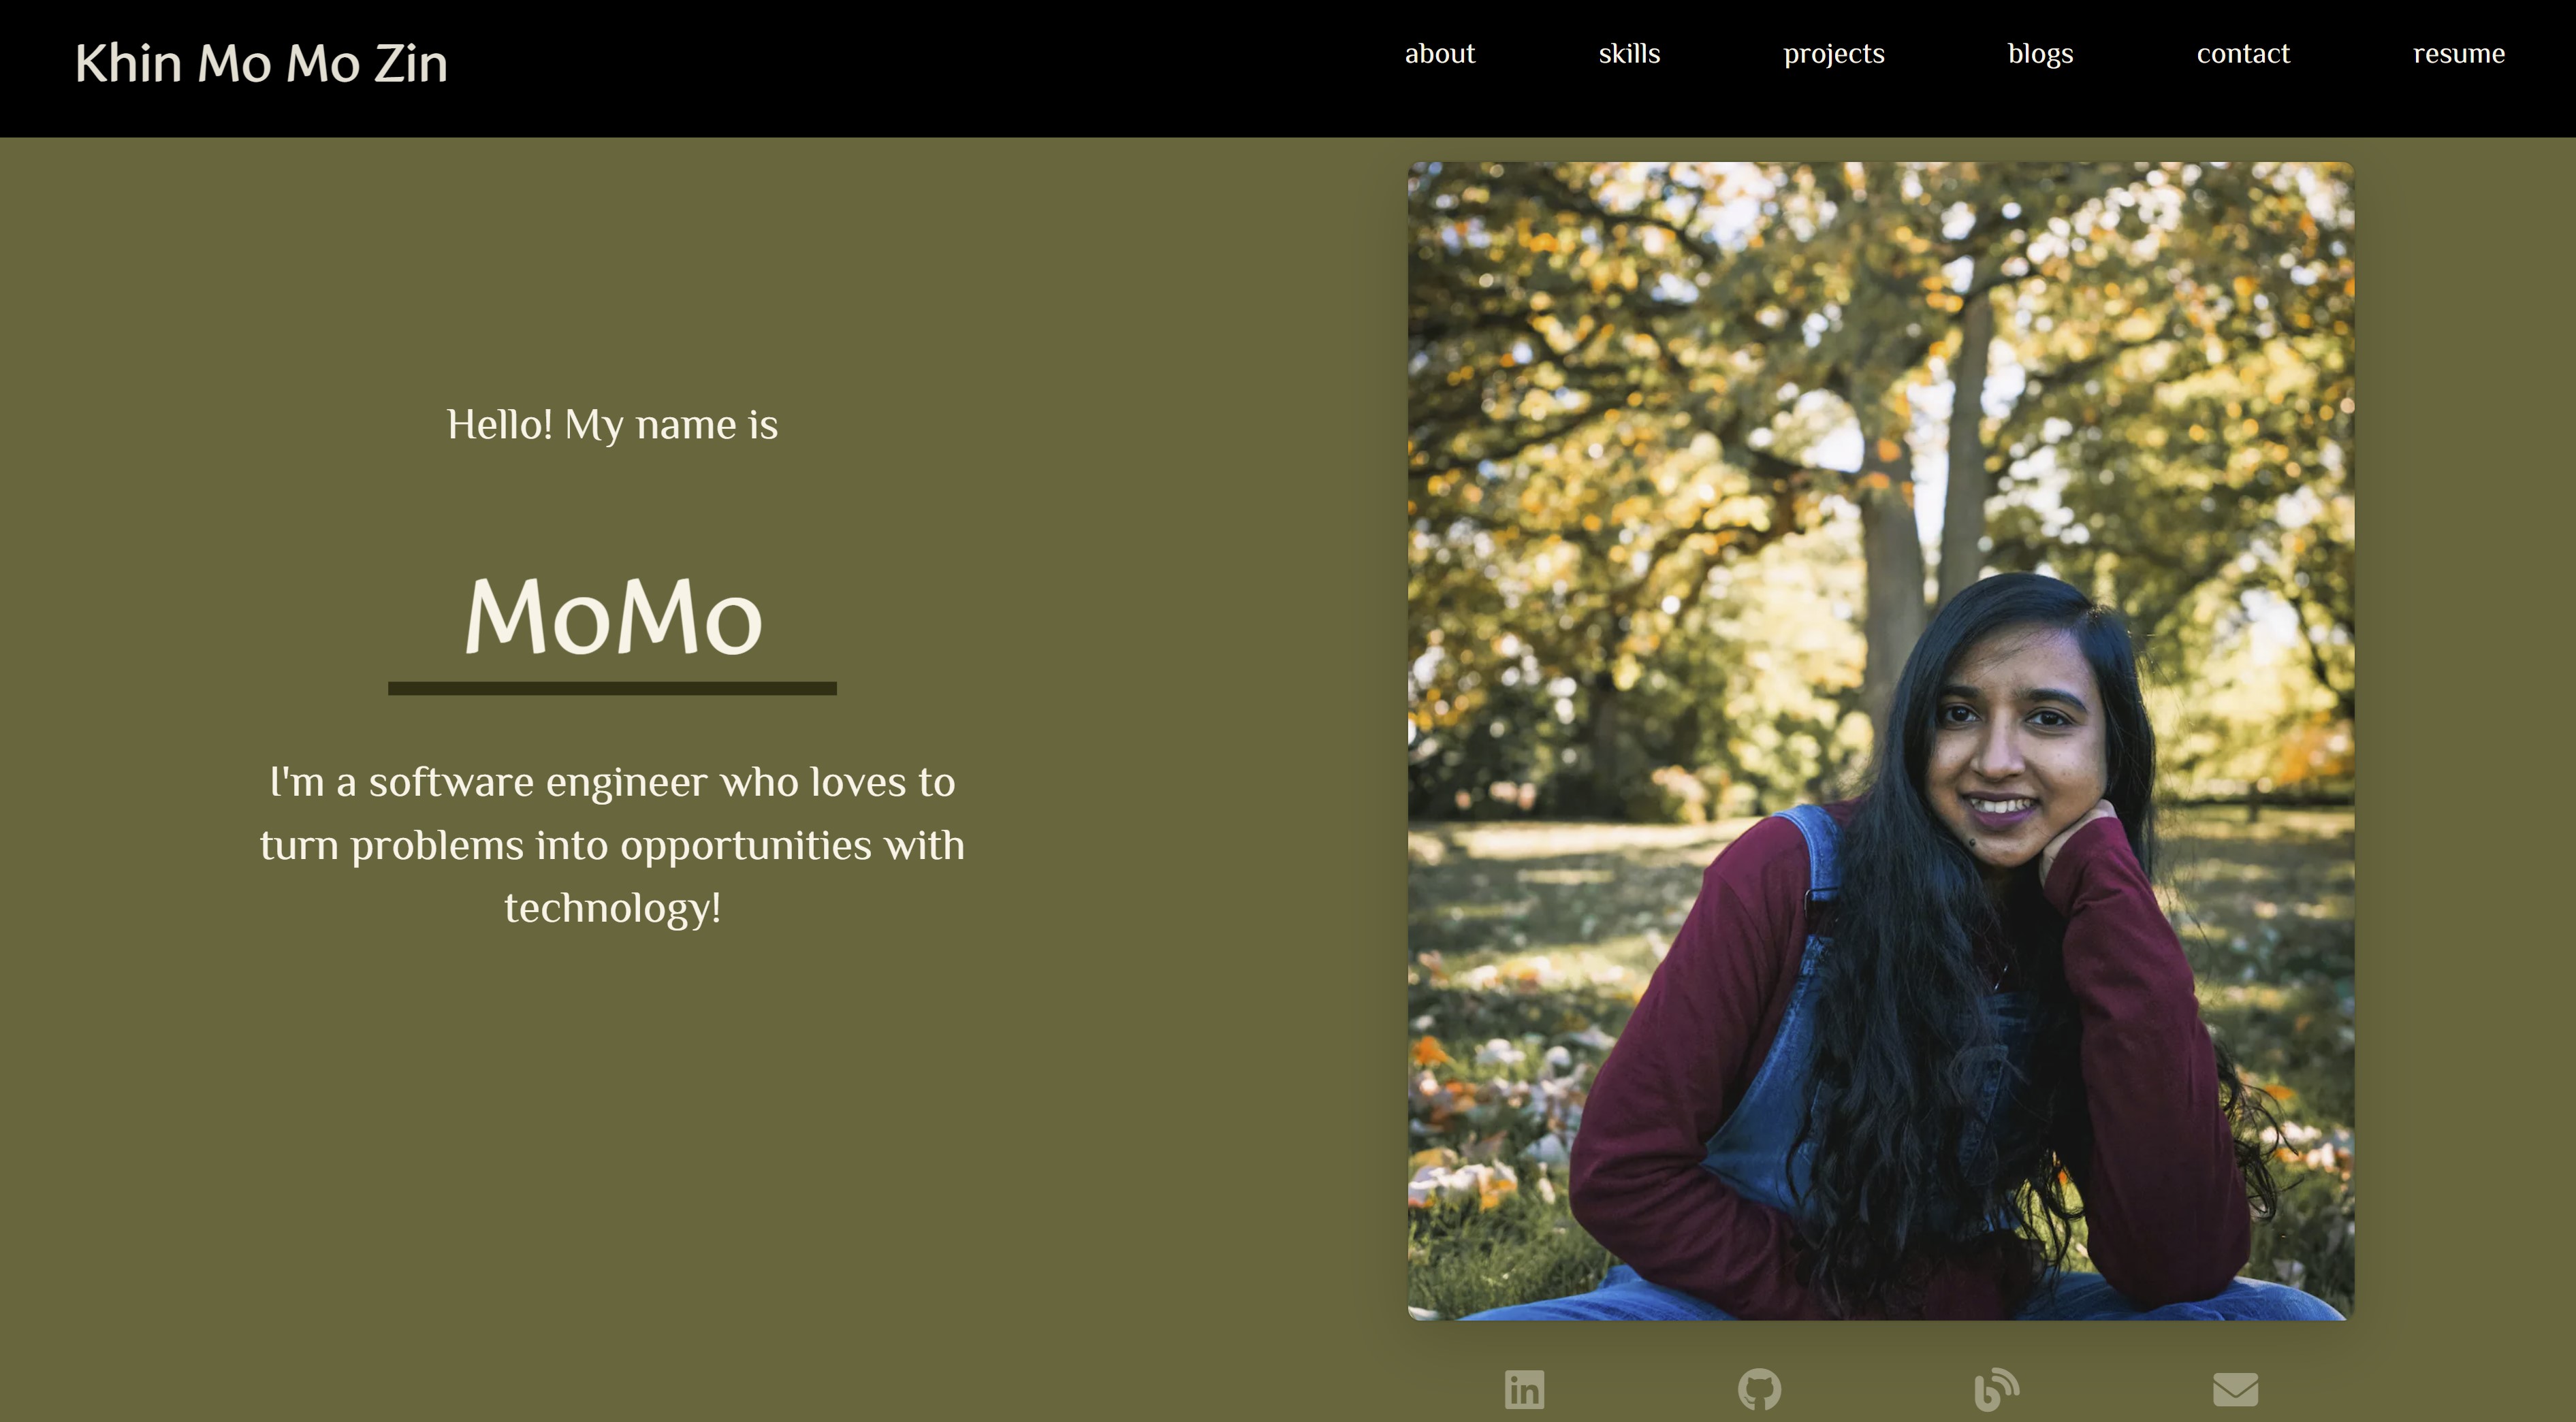 Khin Mo Mo Zin
about skills projects blogs contact resume
Hello! My name is
MoMo
I'm a software engineer who loves to
turn problems into opportunities with
technology!
in